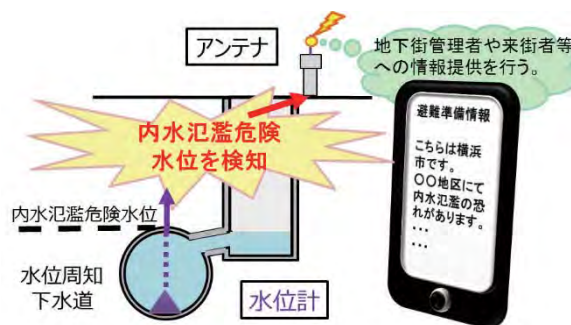 アンテナ
地下街管理者や来街者等
への情報提供を行う。
内水氾濫危険
水位を検知
避難準備情報
こちらは横浜
市です。
〇〇地区にて
内水氾濫の恐
れがあります。
…
…
内水氾濫危険水位
水位周知
下水道
水位計